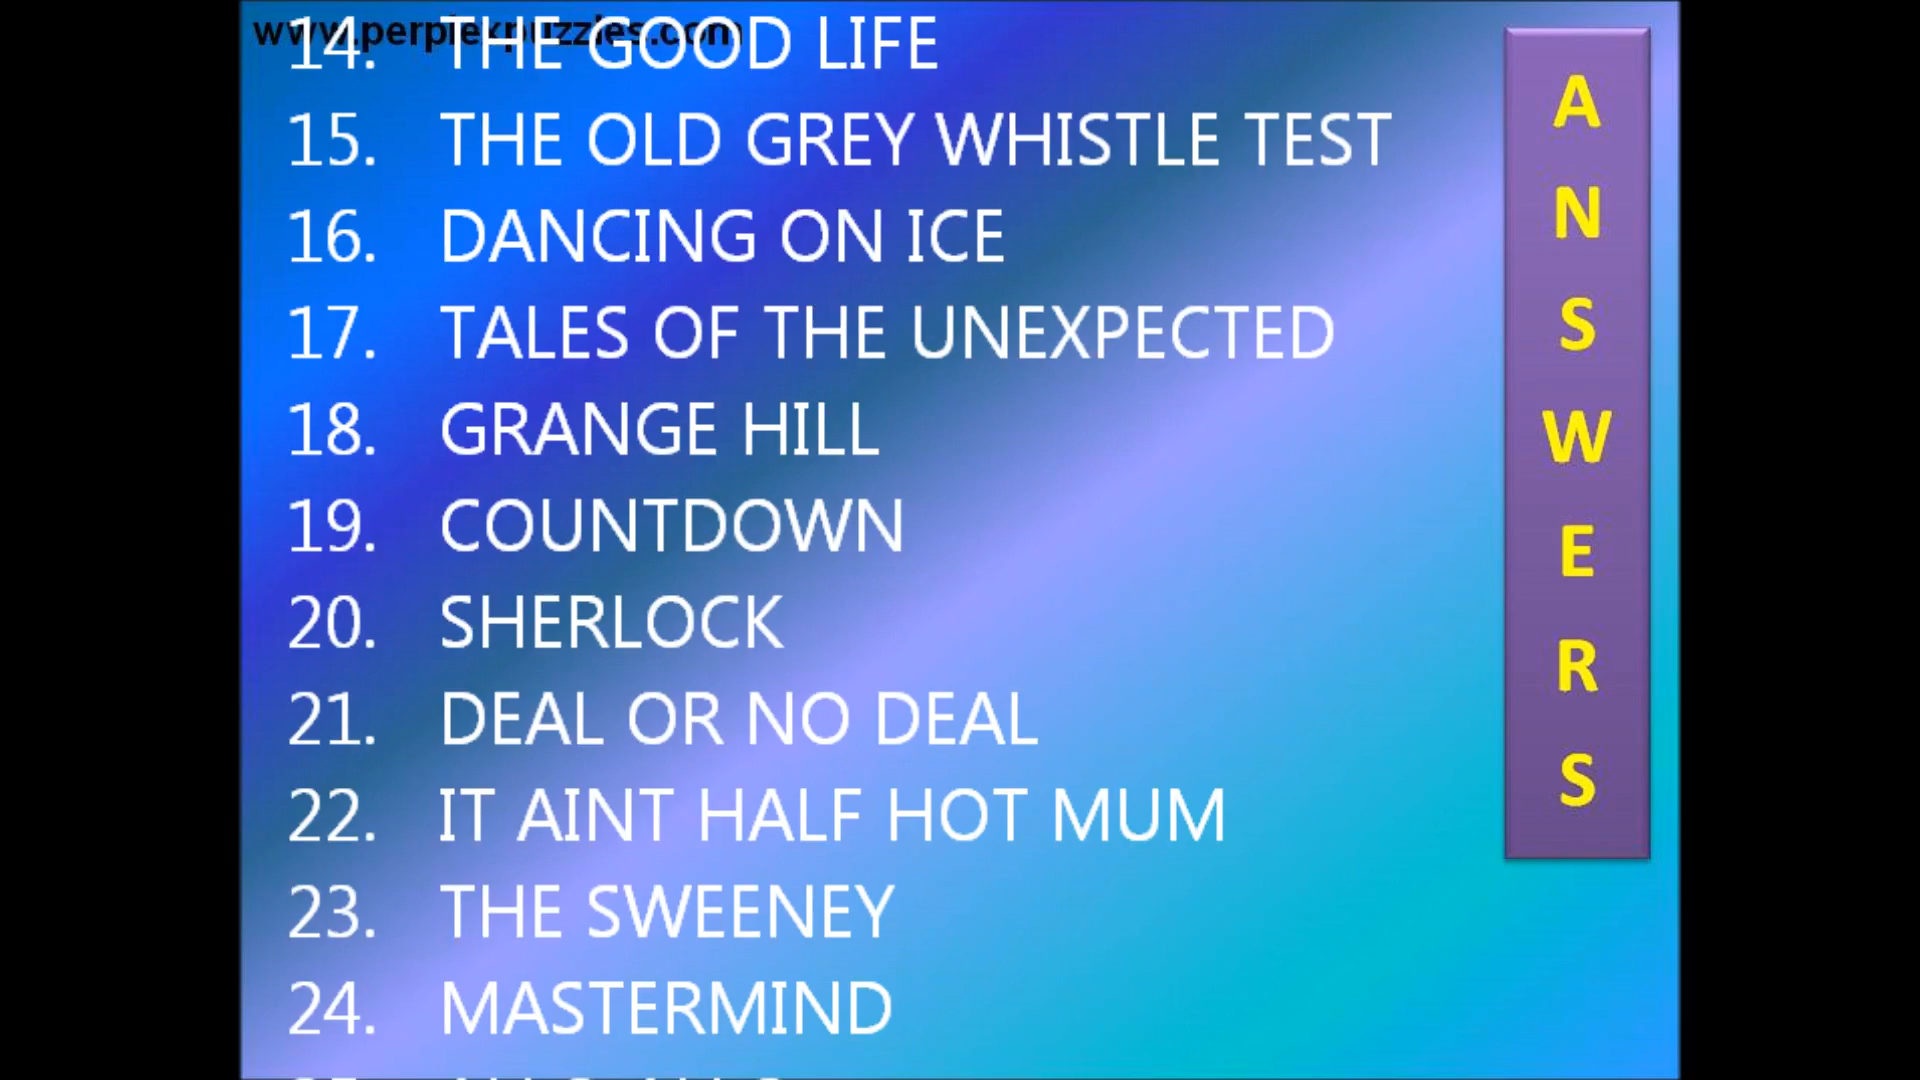 www.perplexpuzzles.com
14. THE GOOD LIFE
15. THE OLD GREY WHISTLE TEST
16. DANCING ON ICE
17. TALES OF THE UNEXPECTED
18. GRANGE HILL
19. COUNTDOWN
20. SHERLOCK
21. DEAL OR NO DEAL
22. IT AINT HALF HOT MUM
23. THE SWEENEY
24. MASTERMIND
ANSWERS